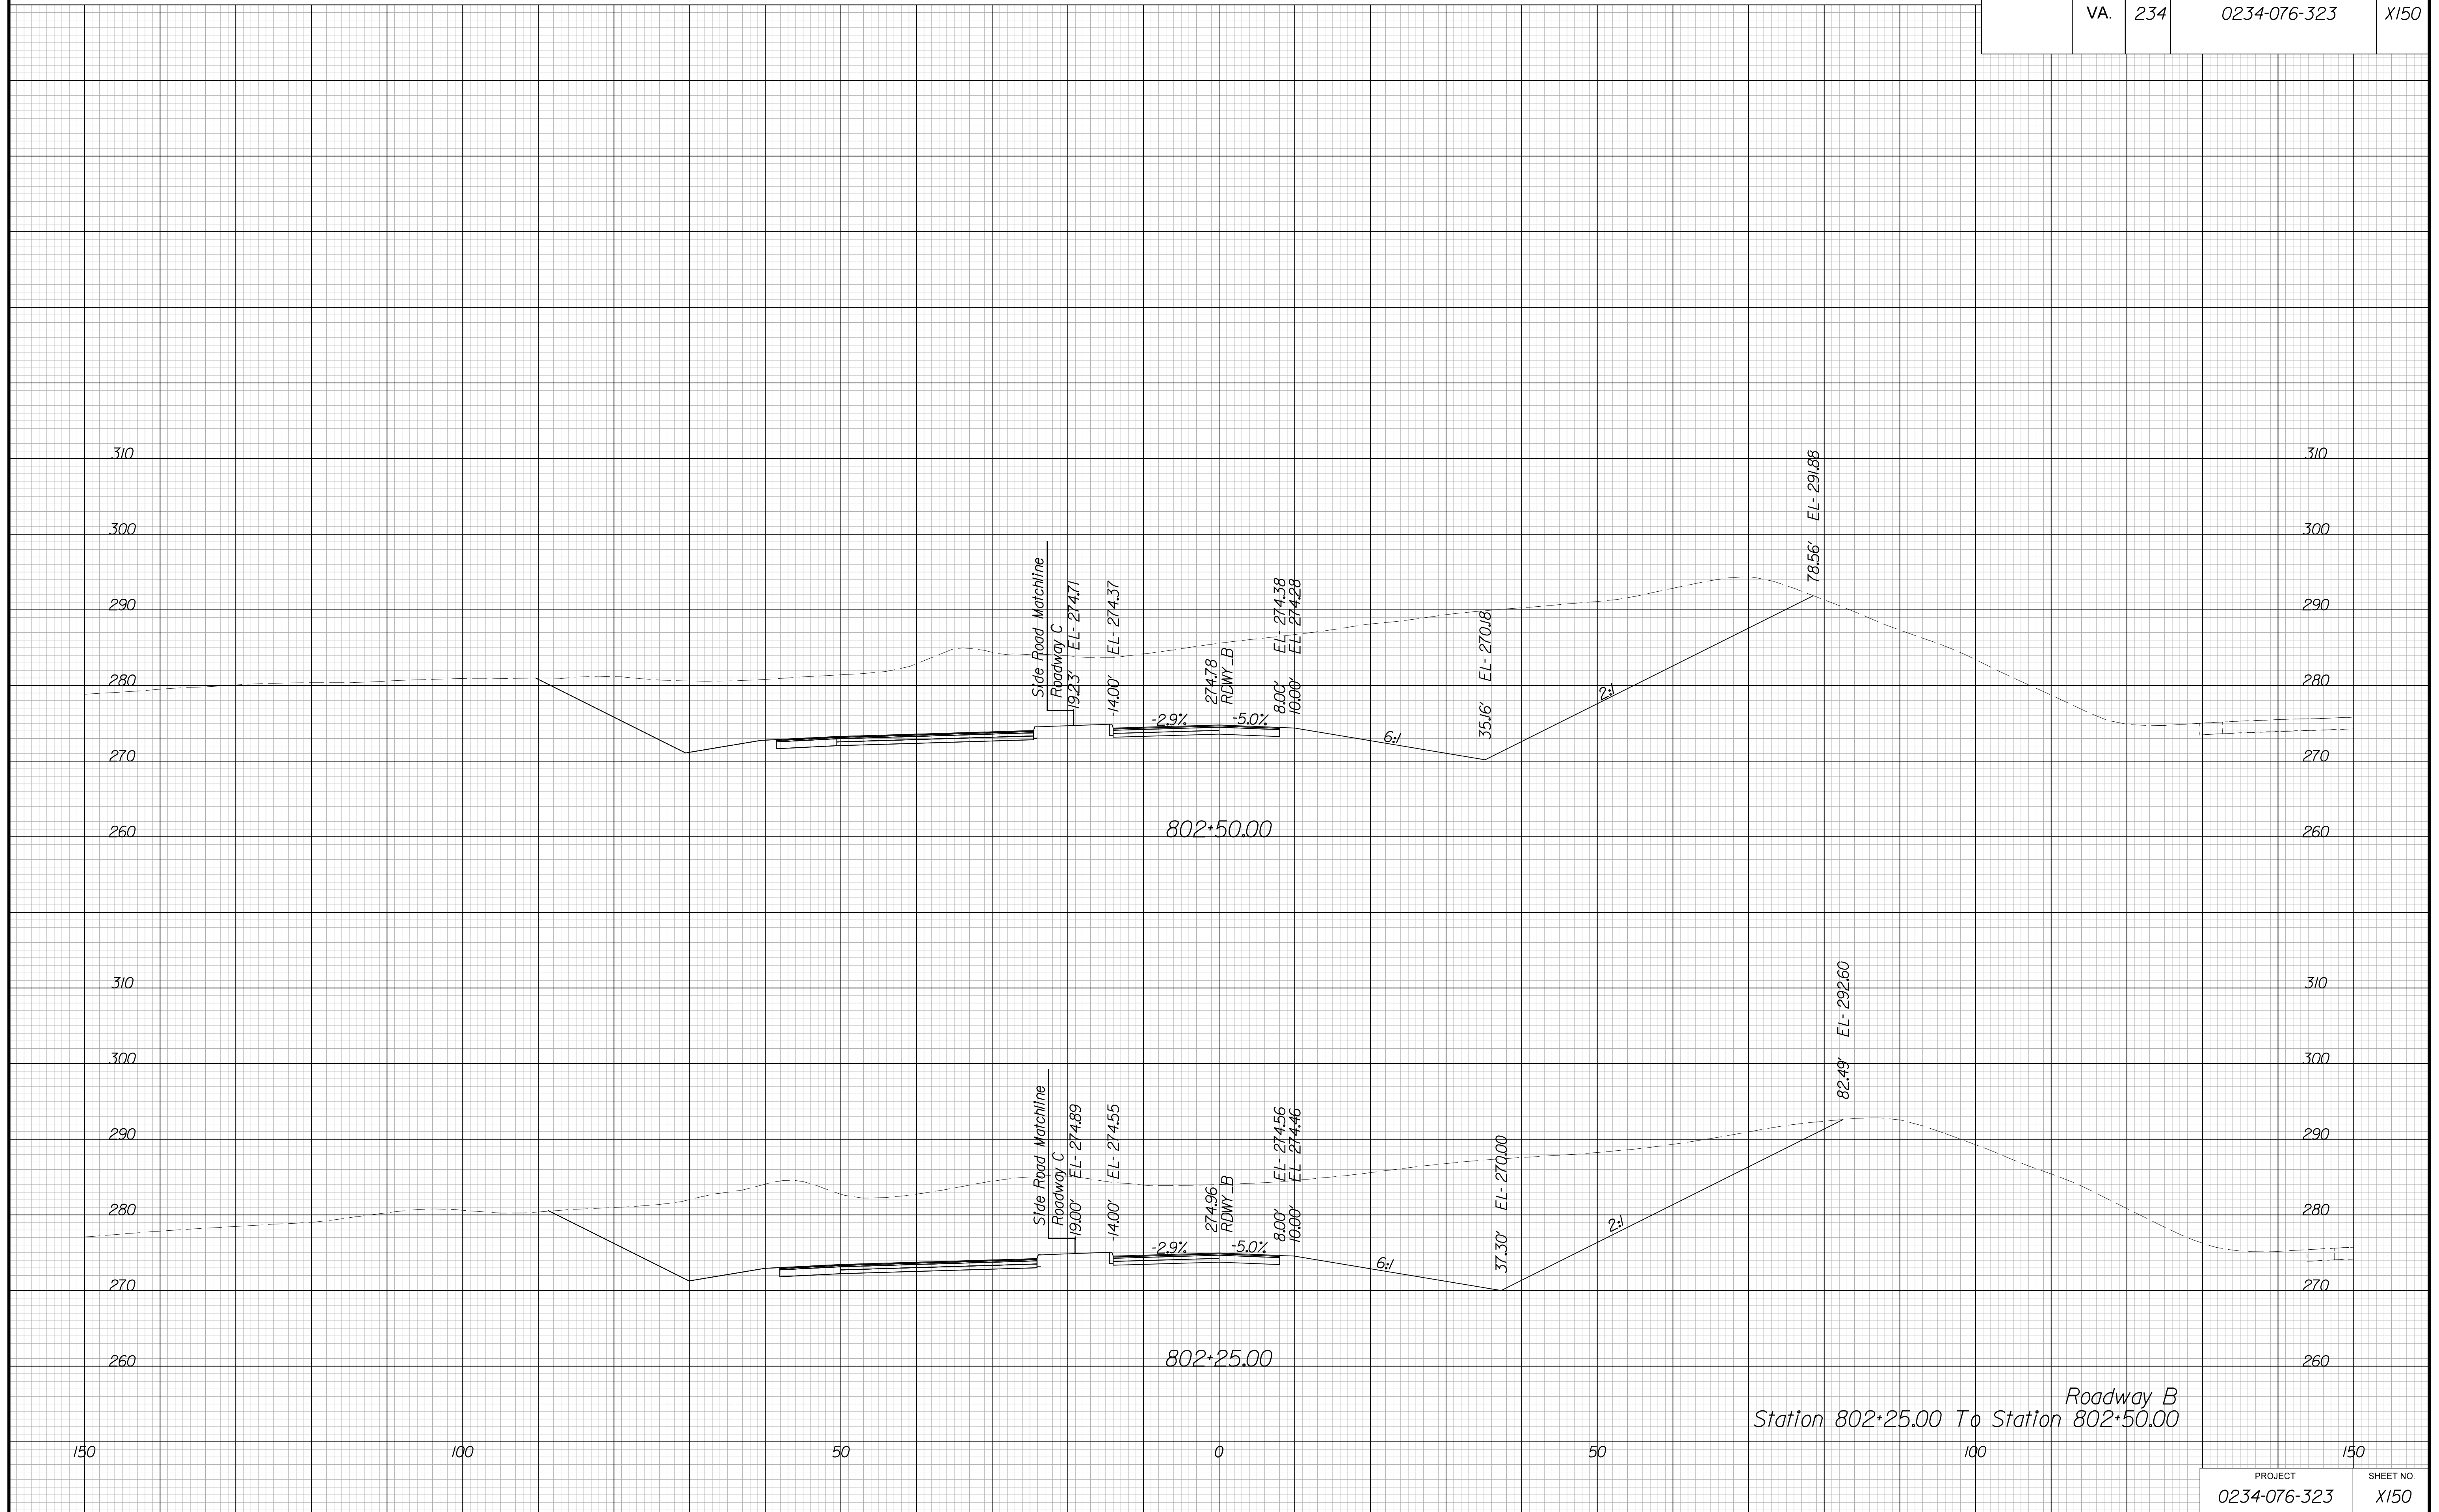 VA. 234 0234-076-323 X150
310 310
300 300
290 290
280 280
270 270
260 260
Side Road Matchline
Roadway C
19.23' EL- 274.71
-14.00' EL- 274.37
274.78
RDWY_B
8.00' EL- 274.38
10.00' EL- 274.28
35.16' EL- 270.18
78.56' EL- 291.88
-2.9% -5.0%
6:1
2:1
802+50.00
310 310
300 300
290 290
280 280
270 270
260 260
Side Road Matchline
Roadway C
19.00' EL- 274.89
-14.00' EL- 274.55
274.96
RDWY_B
8.00' EL- 274.56
10.00' EL- 274.46
37.30' EL- 270.00
82.49' EL- 292.60
-2.9% -5.0%
6:1
2:1
802+25.00
Roadway B
Station 802+25.00 To Station 802+50.00
150 100 50 0 50 100 150
PROJECT SHEET NO.
0234-076-323 X150